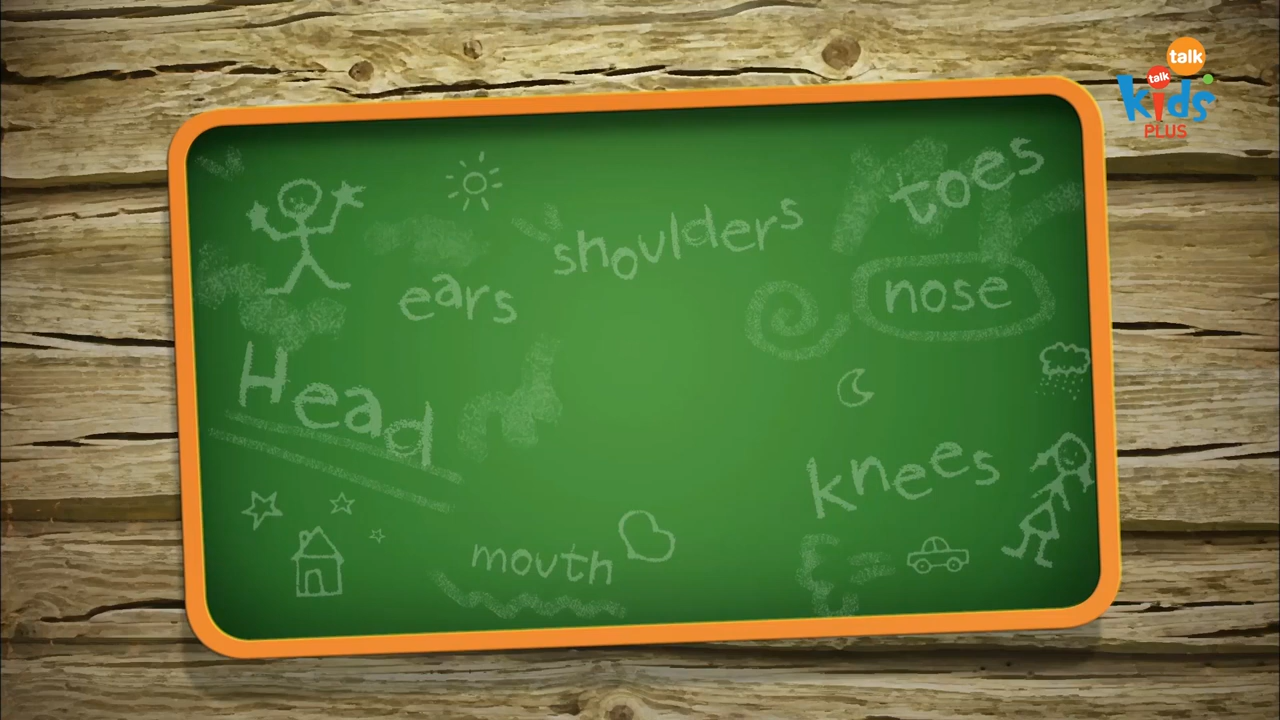 talk
talk
kids
PLUS
toes
shoulders
nose
ears
Head
knees
mouth